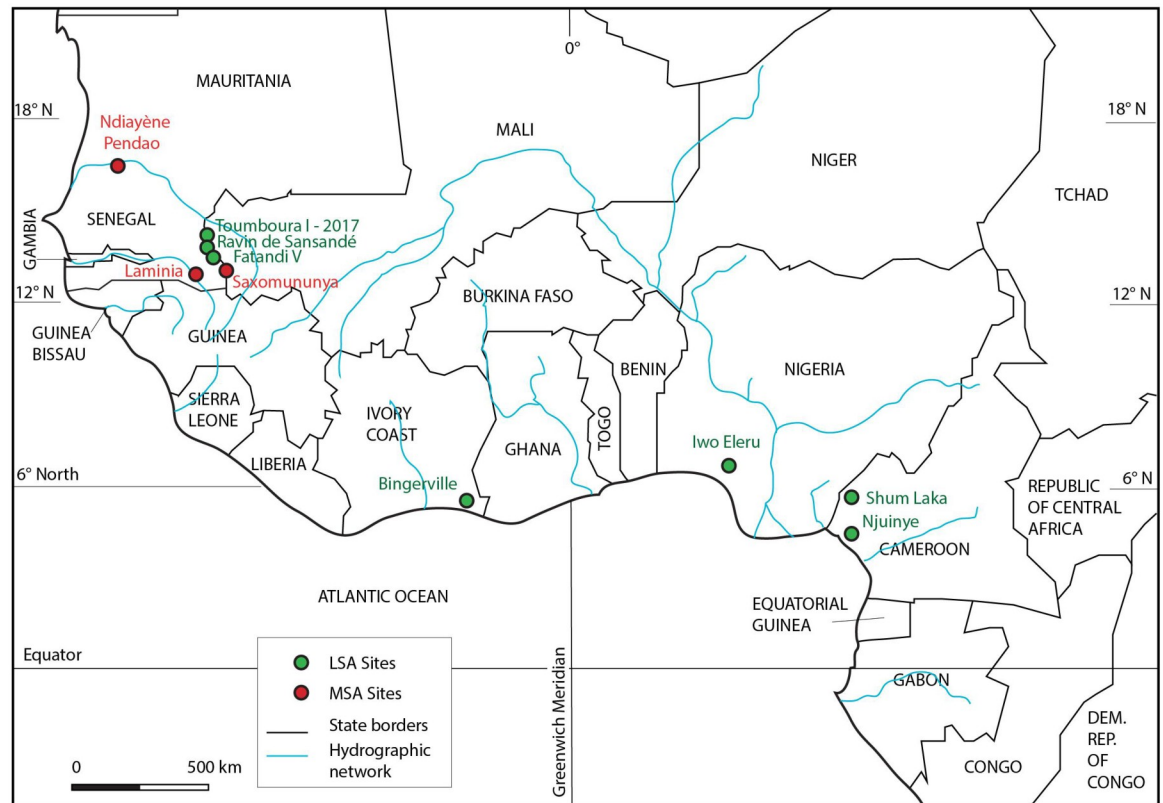 0°
MAURITANIA
18° N
18° N
Ndiayène
Pendao
MALI
NIGER
TCHAD
SENEGAL
GAMBIA
Toumboura I - 2017
Ravin de Sansandé
Fatandi V
Laminia
Saxomununya
12° N
12° N
BURKINA FASO
GUINEA
BISSAU
GUINEA
BENIN
NIGERIA
SIERRA
LEONE
IVORY
COAST
GHANA
TOGO
Iwo Eleru
LIBERIA
6° North
6° N
Bingerville
Shum Laka
Njuinye
REPUBLIC
OF CENTRAL
AFRICA
CAMEROON
ATLANTIC OCEAN
EQUATORIAL
GUINEA
Equator
Greenwich Meridian
LSA Sites
MSA Sites
State borders
Hydrographic
network
0
500 km
GABON
CONGO
DEM.
REP.
OF
CONGO